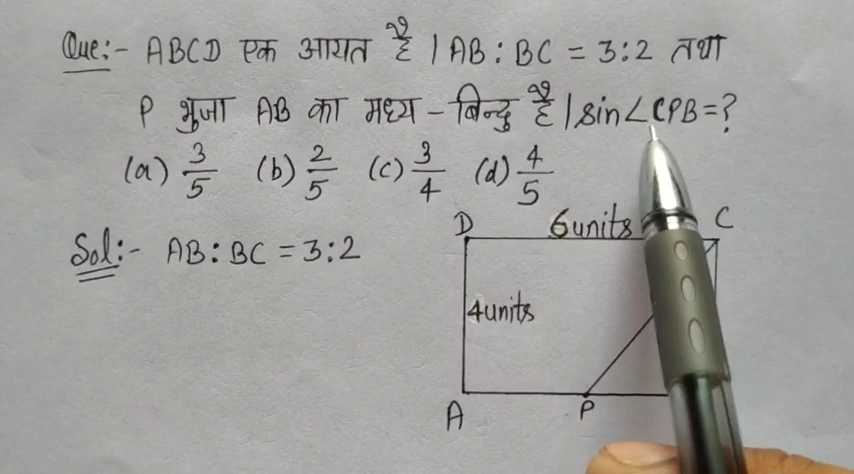 Que:- ABCD एक आयत है । AB : BC = 3:2 तथा
P भुजा AB का मध्य - बिन्दु है । sin∠CPB=?
(a) 3/5 (b) 2/5 (c) 3/4 (d) 4/5
Sol:- AB : BC = 3:2
D 6units C
4units
A P